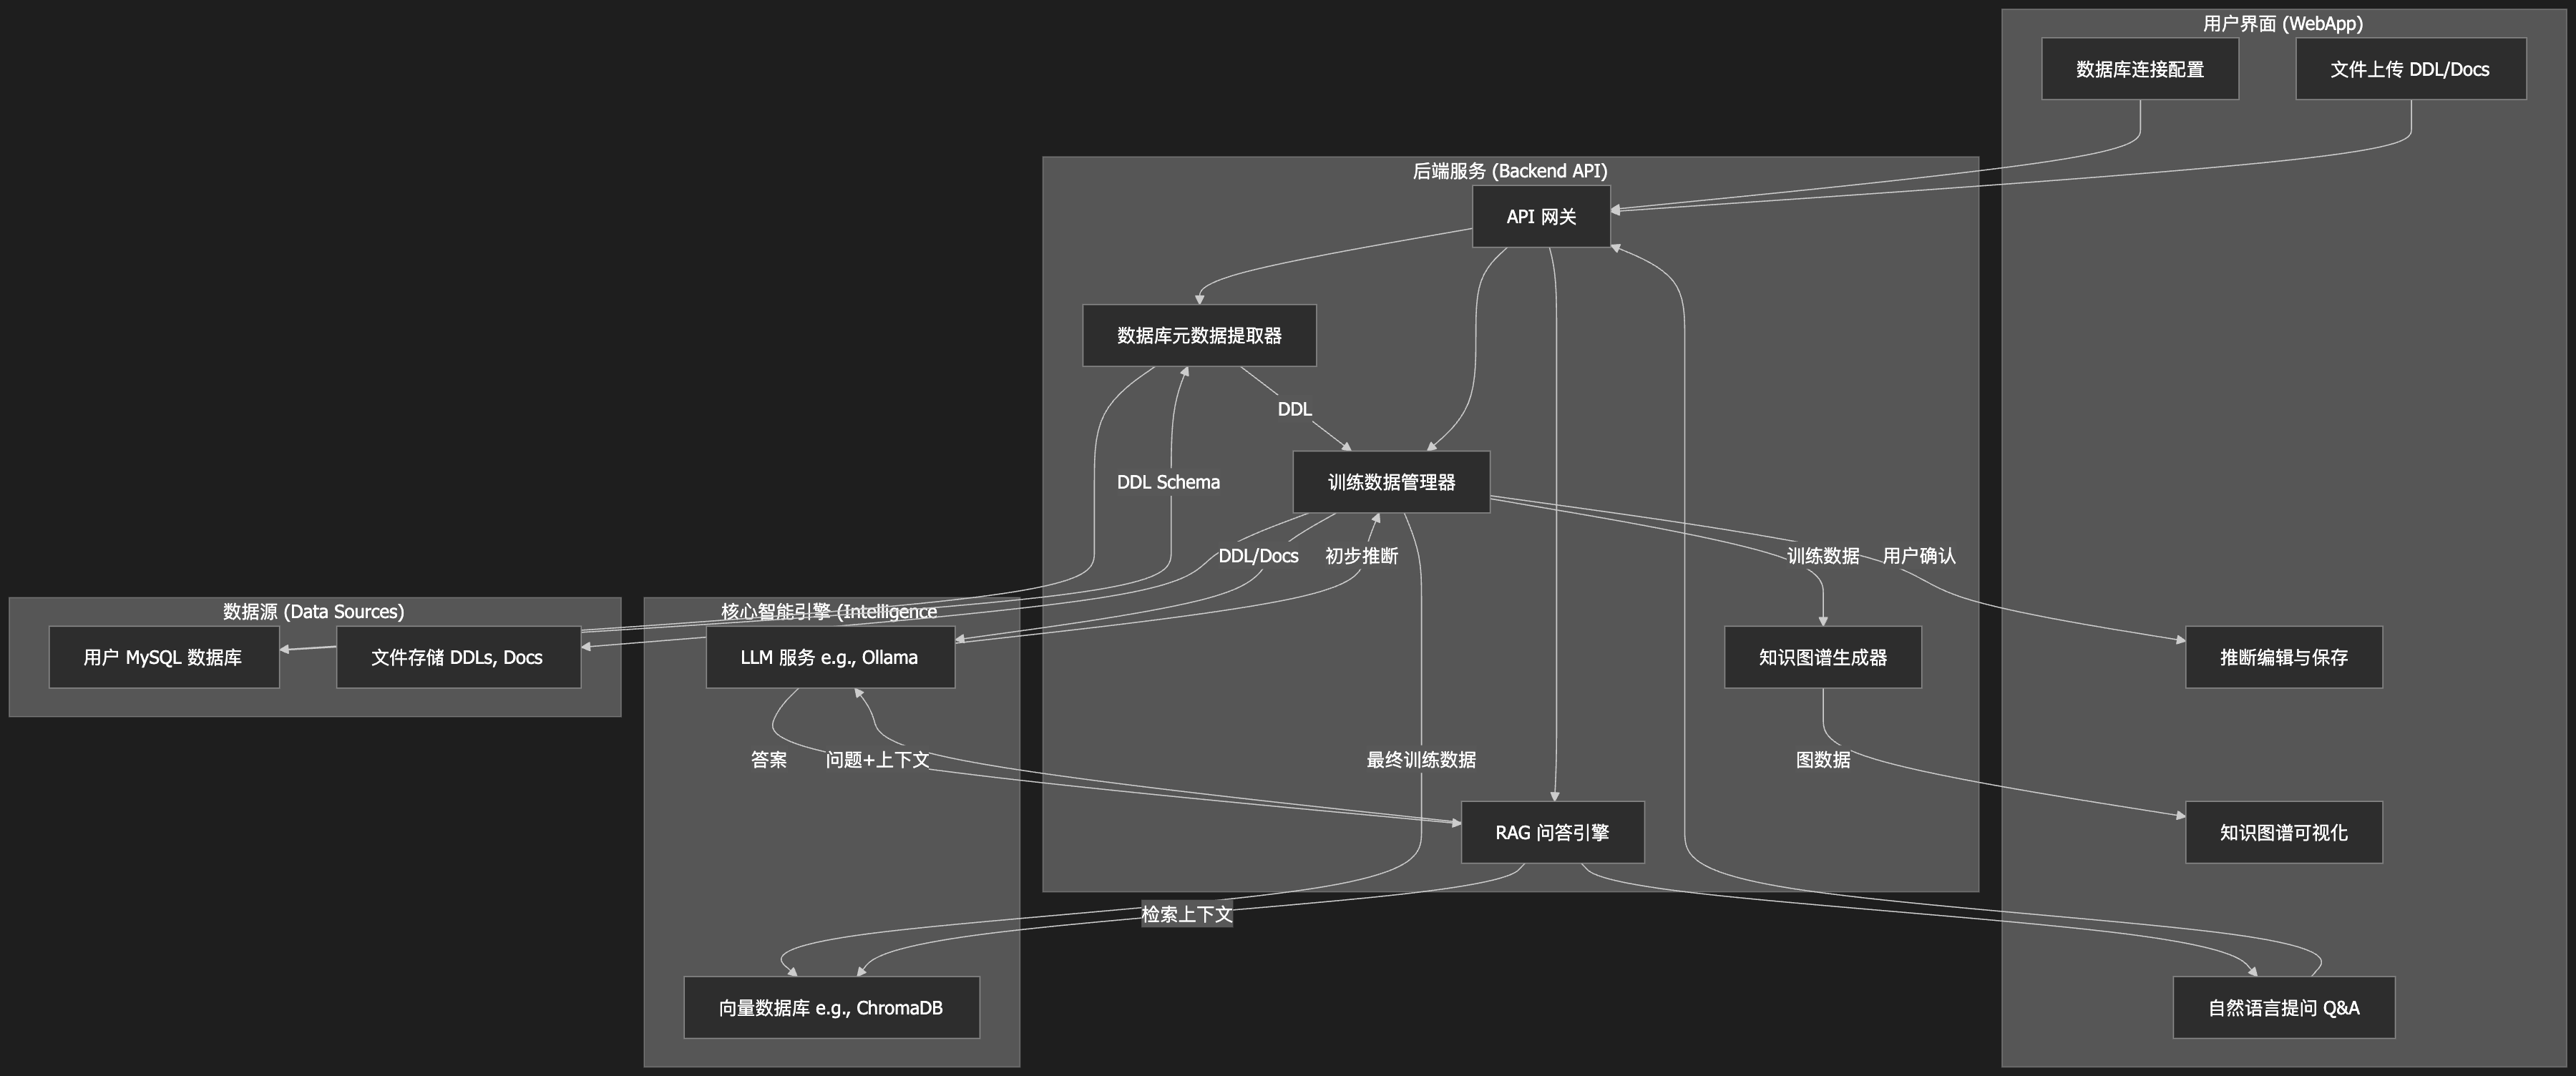 用户界面 (WebApp)
数据库连接配置
文件上传 DDL/Docs
后端服务 (Backend API)
API 网关
数据库元数据提取器
DDL
DDL Schema
训练数据管理器
DDL/Docs
初步推断
训练数据
用户确认
数据源 (Data Sources)
用户 MySQL 数据库
文件存储 DDLs, Docs
核心智能引擎 (Intelligence
LLM 服务 e.g., Ollama
知识图谱生成器
推断编辑与保存
答案
问题+上下文
最终训练数据
图数据
RAG 问答引擎
知识图谱可视化
检索上下文
向量数据库 e.g., ChromaDB
自然语言提问 Q&A